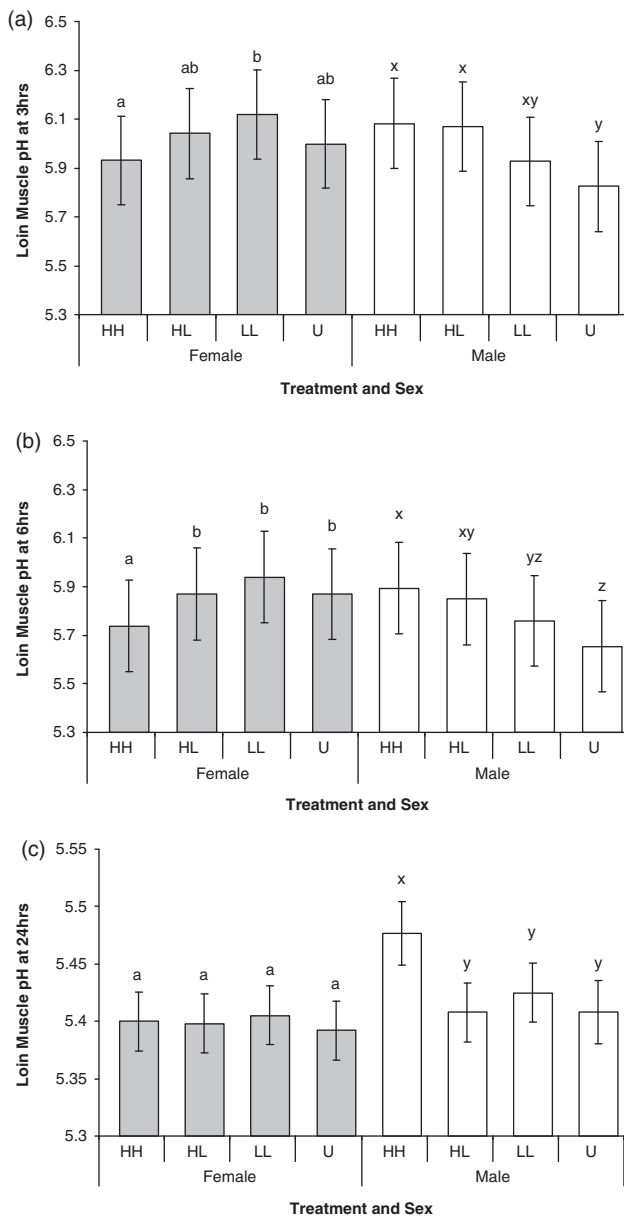 (a)
6.5
6.3
6.1
5.9
5.7
5.5
5.3
Loin Muscle pH at 3hrs
a ab b ab x x xy y
HH HL LL U HH HL LL U
Female Male
Treatment and Sex
(b)
6.5
6.3
6.1
5.9
5.7
5.5
5.3
Loin Muscle pH at 6hrs
a b b b x xy yz z
HH HL LL U HH HL LL U
Female Male
Treatment and Sex
(c)
5.55
5.5
5.45
5.4
5.35
5.3
Loin Muscle pH at 24hrs
a a a a x y y y
HH HL LL U HH HL LL U
Female Male
Treatment and Sex